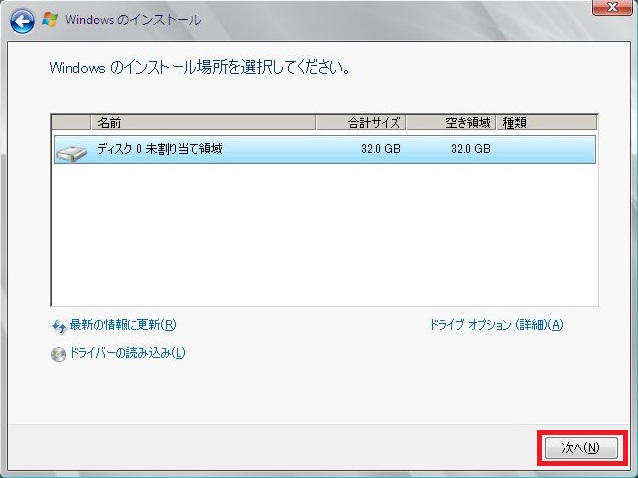 Windows のインストール
Windows のインストール場所を選択してください。
名前 合計サイズ 空き領域 種類
ディスク 0 未割り当て領域 32.0 GB 32.0 GB
最新の情報に更新(R) ドライブ オプション (詳細)(A)
ドライバーの読み込み(L)
次へ(N)